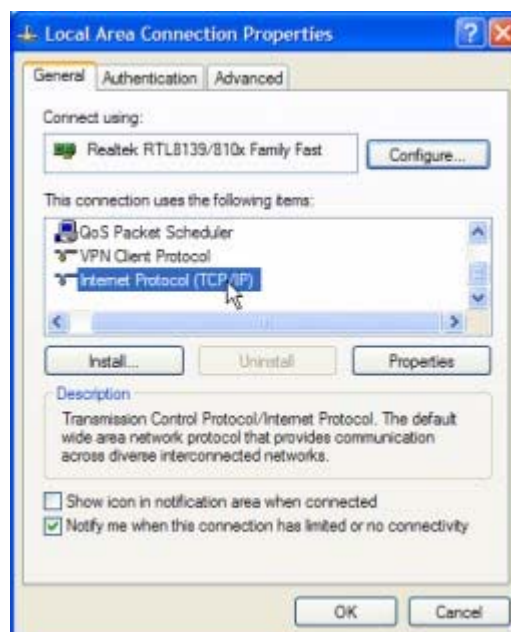 Local Area Connection Properties
General Authentication Advanced
Connect using:
Realtek RTL8139/810x Family Fast
Configure...
This connection uses the following items:
QoS Packet Scheduler
VPN Client Protocol
Internet Protocol (TCP/IP)
Install... Uninstall Properties
Description
Transmission Control Protocol/Internet Protocol. The default
wide area network protocol that provides communication
across diverse interconnected networks.
Show icon in notification area when connected
Notify me when this connection has limited or no connectivity
OK Cancel